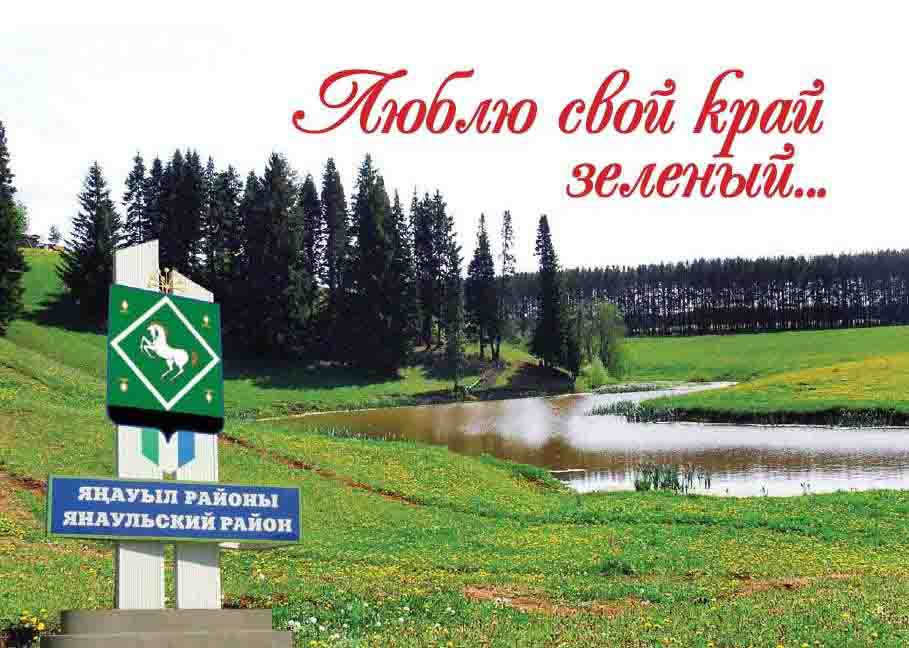 Люблю свой край
зеленый...
ЯҢАУЫЛ РАЙОНЫ
ЯНАУЛЬСКИЙ РАЙОН